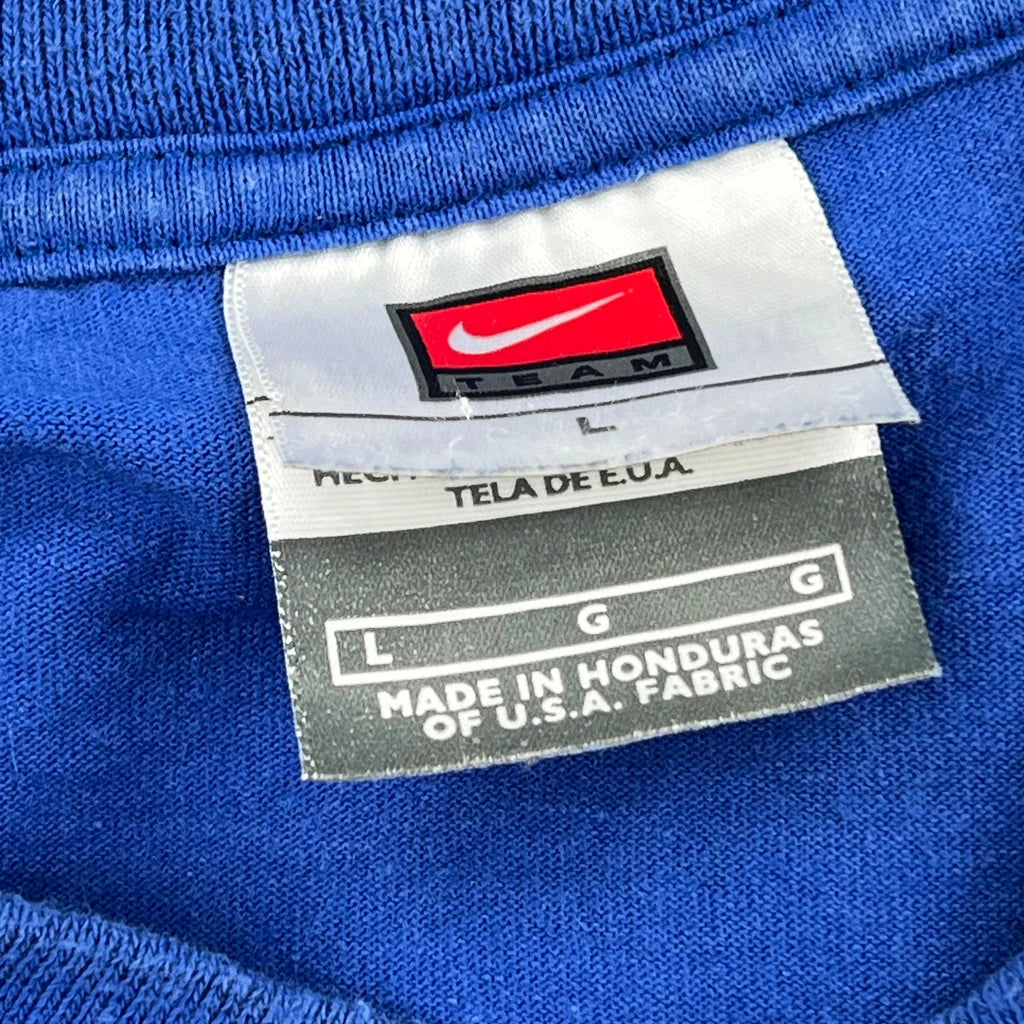 TEAM
L
TELA DE E.U.A.
L G G
MADE IN HONDURAS
OF U.S.A. FABRIC